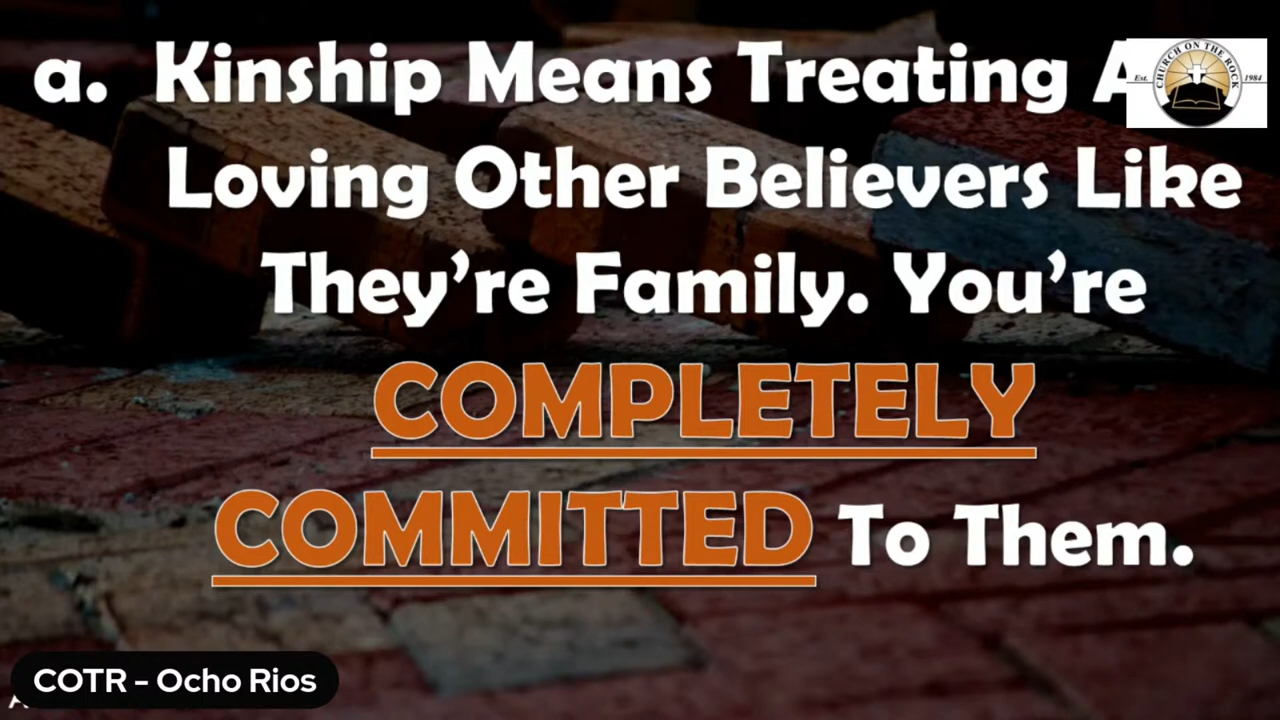 a. Kinship Means Treating
Est.
CHURCH ON THE ROCK
1984
Loving Other Believers Like
They’re Family. You’re
COMPLETELY
COMMITTED To Them.
COTR - Ocho Rios